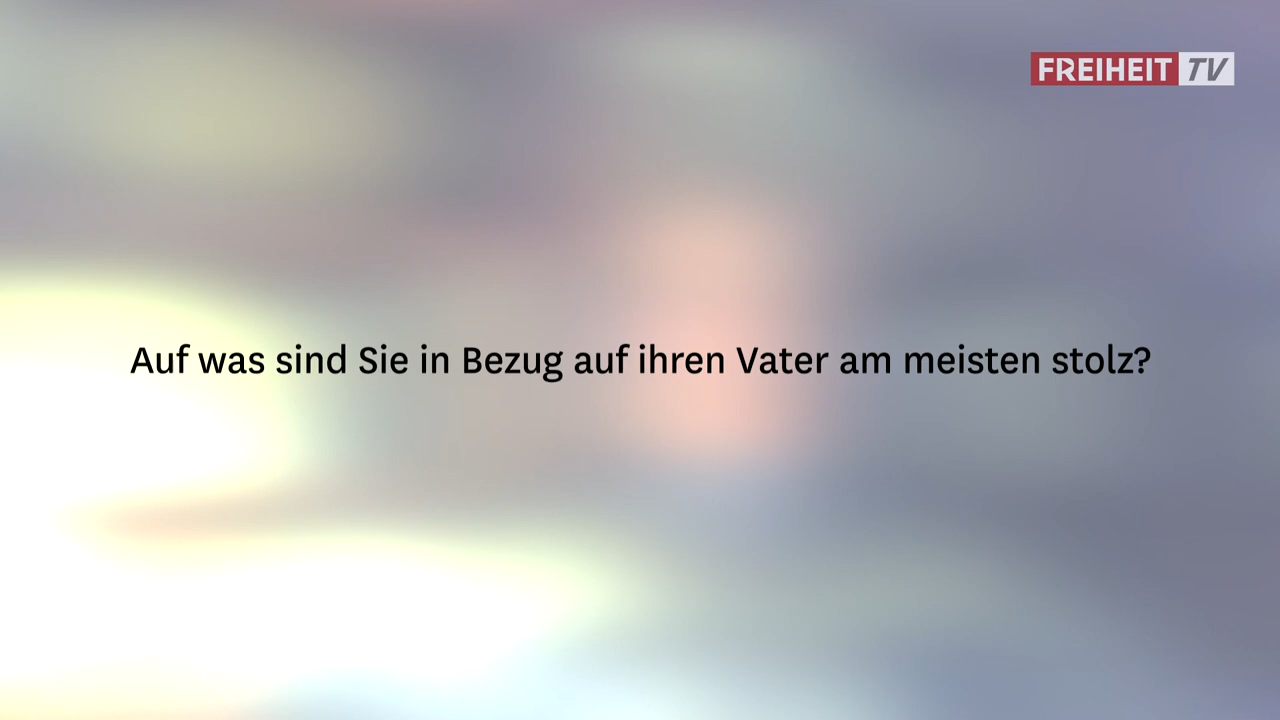 FREIHEIT TV
Auf was sind Sie in Bezug auf ihren Vater am meisten stolz?